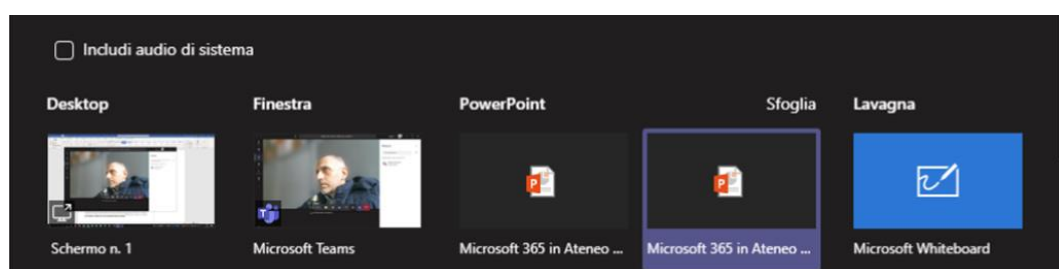 Includi audio di sistema
Desktop
Finestra
PowerPoint
Sfoglia
Lavagna
Schermo n. 1
Microsoft Teams
Microsoft 365 in Ateneo ...
Microsoft 365 in Ateneo ...
Microsoft Whiteboard